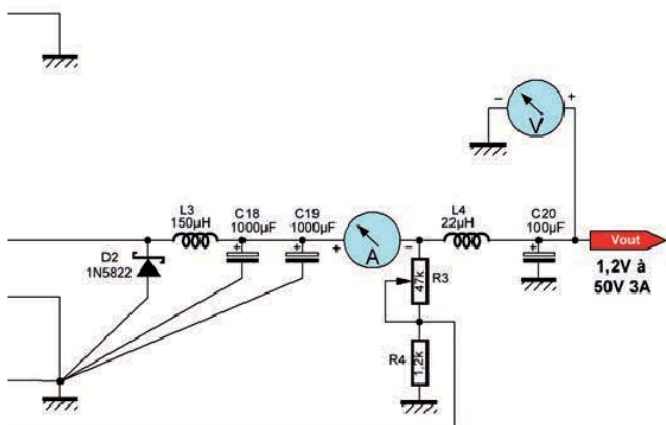 – V +
L3
150µH
C18
1000µF
C19
1000µF
L4
22µH
C20
100µF
D2
1N5822
+
+
+ A –
+
Vout
1,2V à
50V 3A
R3
47k
R4
1,2k